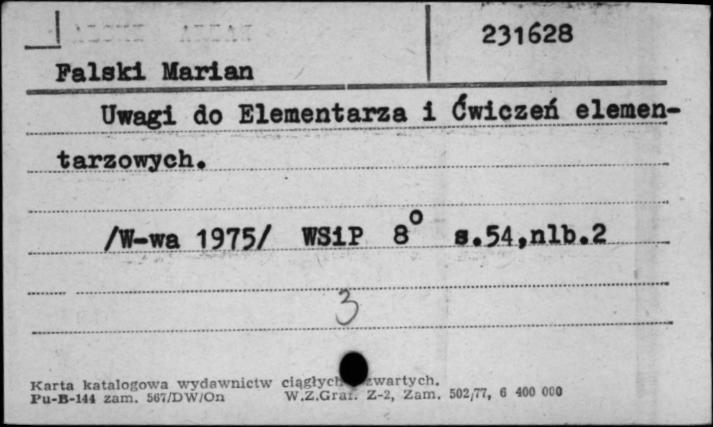 231628
Falski Marian
Uwagi do Elementarza i Ćwiczeń elemen-
tarzowych.
/W-wa 1975/ WSiP 8° s.54,nlb.2
3
Karta katalogowa wydawnictw ciągłych zwartych.
Pu-B-144 zam. 567/DW/On W.Z.Graf. Z-2, Zam. 502/77, 6 400 000